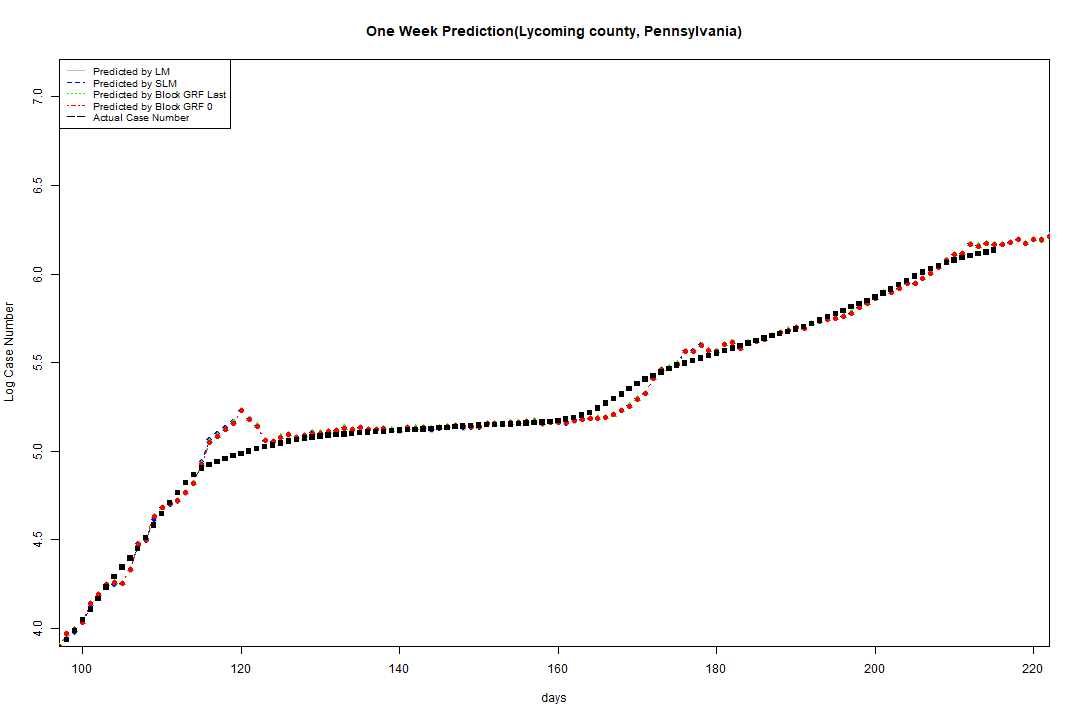 One Week Prediction(Lycoming county, Pennsylvania)
Predicted by LM
Predicted by SLM
Predicted by Block GRF Last
Predicted by Block GRF 0
Actual Case Number
7.0
6.5
6.0
5.5
5.0
4.5
4.0
Log Case Number
100 120 140 160 180 200 220
days